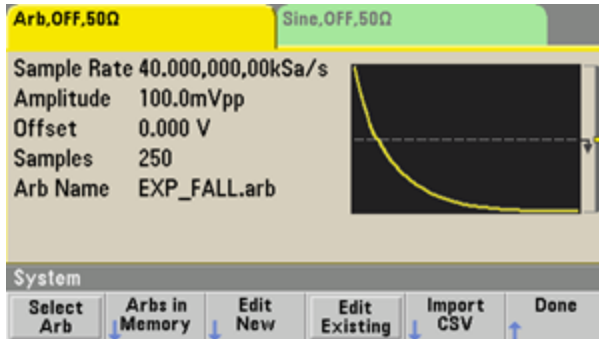 Arb,OFF,50Ω
Sine,OFF,50Ω
Sample Rate 40.000,000,00kSa/s
Amplitude 100.0mVpp
Offset 0.000 V
Samples 250
Arb Name EXP_FALL.arb
System
Select Arb
Arbs in Memory
Edit New
Edit Existing
Import CSV
Done